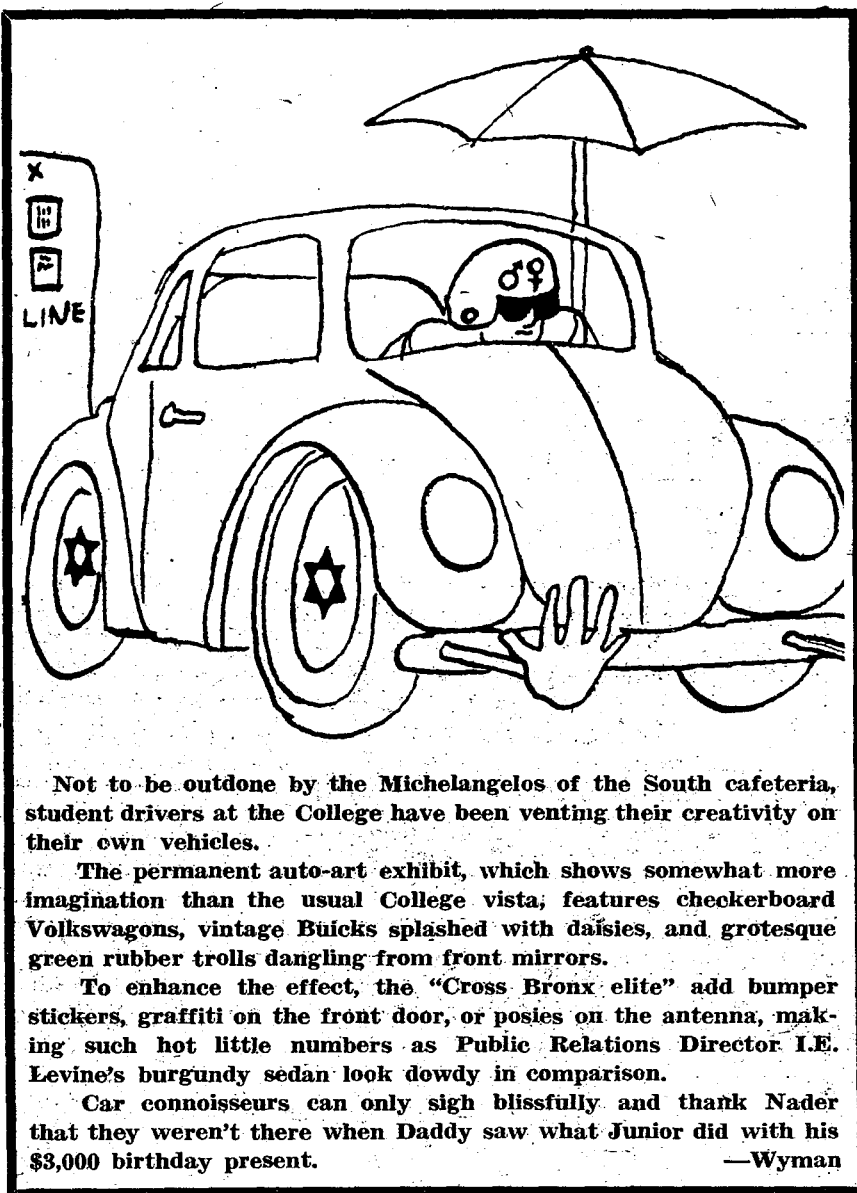 X
LINE
♂♀
Not to be outdone by the Michelangelos of the South cafeteria,
student drivers at the College have been venting their creativity on
their own vehicles.
The permanent auto-art exhibit, which shows somewhat more
imagination than the usual College vista, features checkerboard
Volkswagons, vintage Buicks splashed with daisies, and grotesque
green rubber trolls dangling from front mirrors.
To enhance the effect, the “Cross Bronx elite” add bumper
stickers, graffiti on the front door, or posies on the antenna, mak-
ing such hot little numbers as Public Relations Director I.E.
Levine's burgundy sedan look dowdy in comparison.
Car connoisseurs can only sigh blissfully and thank Nader
that they weren't there when Daddy saw what Junior did with his
$3,000 birthday present. —Wyman